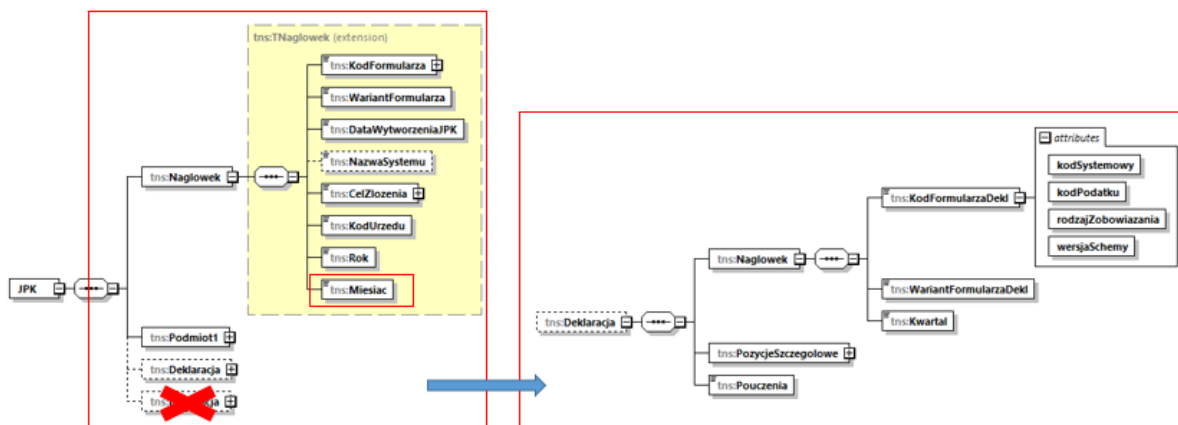 tns:TNaglowek (extension)
tns:KodFormularza
tns:WariantFormularza
tns:DataWytworzeniaJPK
tns:NazwaSystemu
tns:Naglowek
tns:CelZlozenia
tns:KodUrzedu
tns:Rok
tns:Miesiac
JPK
tns:Podmiot1
tns:Deklaracja
tns: ja
attributes
kodSystemowy
kodPodatku
rodzajZobowiazania
wersjaSchemy
tns:KodFormularzaDekl
tns:Naglowek
tns:WariantFormularzaDekl
tns:Kwartal
tns:Deklaracja
tns:PozycjeSzczegolowe
tns:Pouczenia